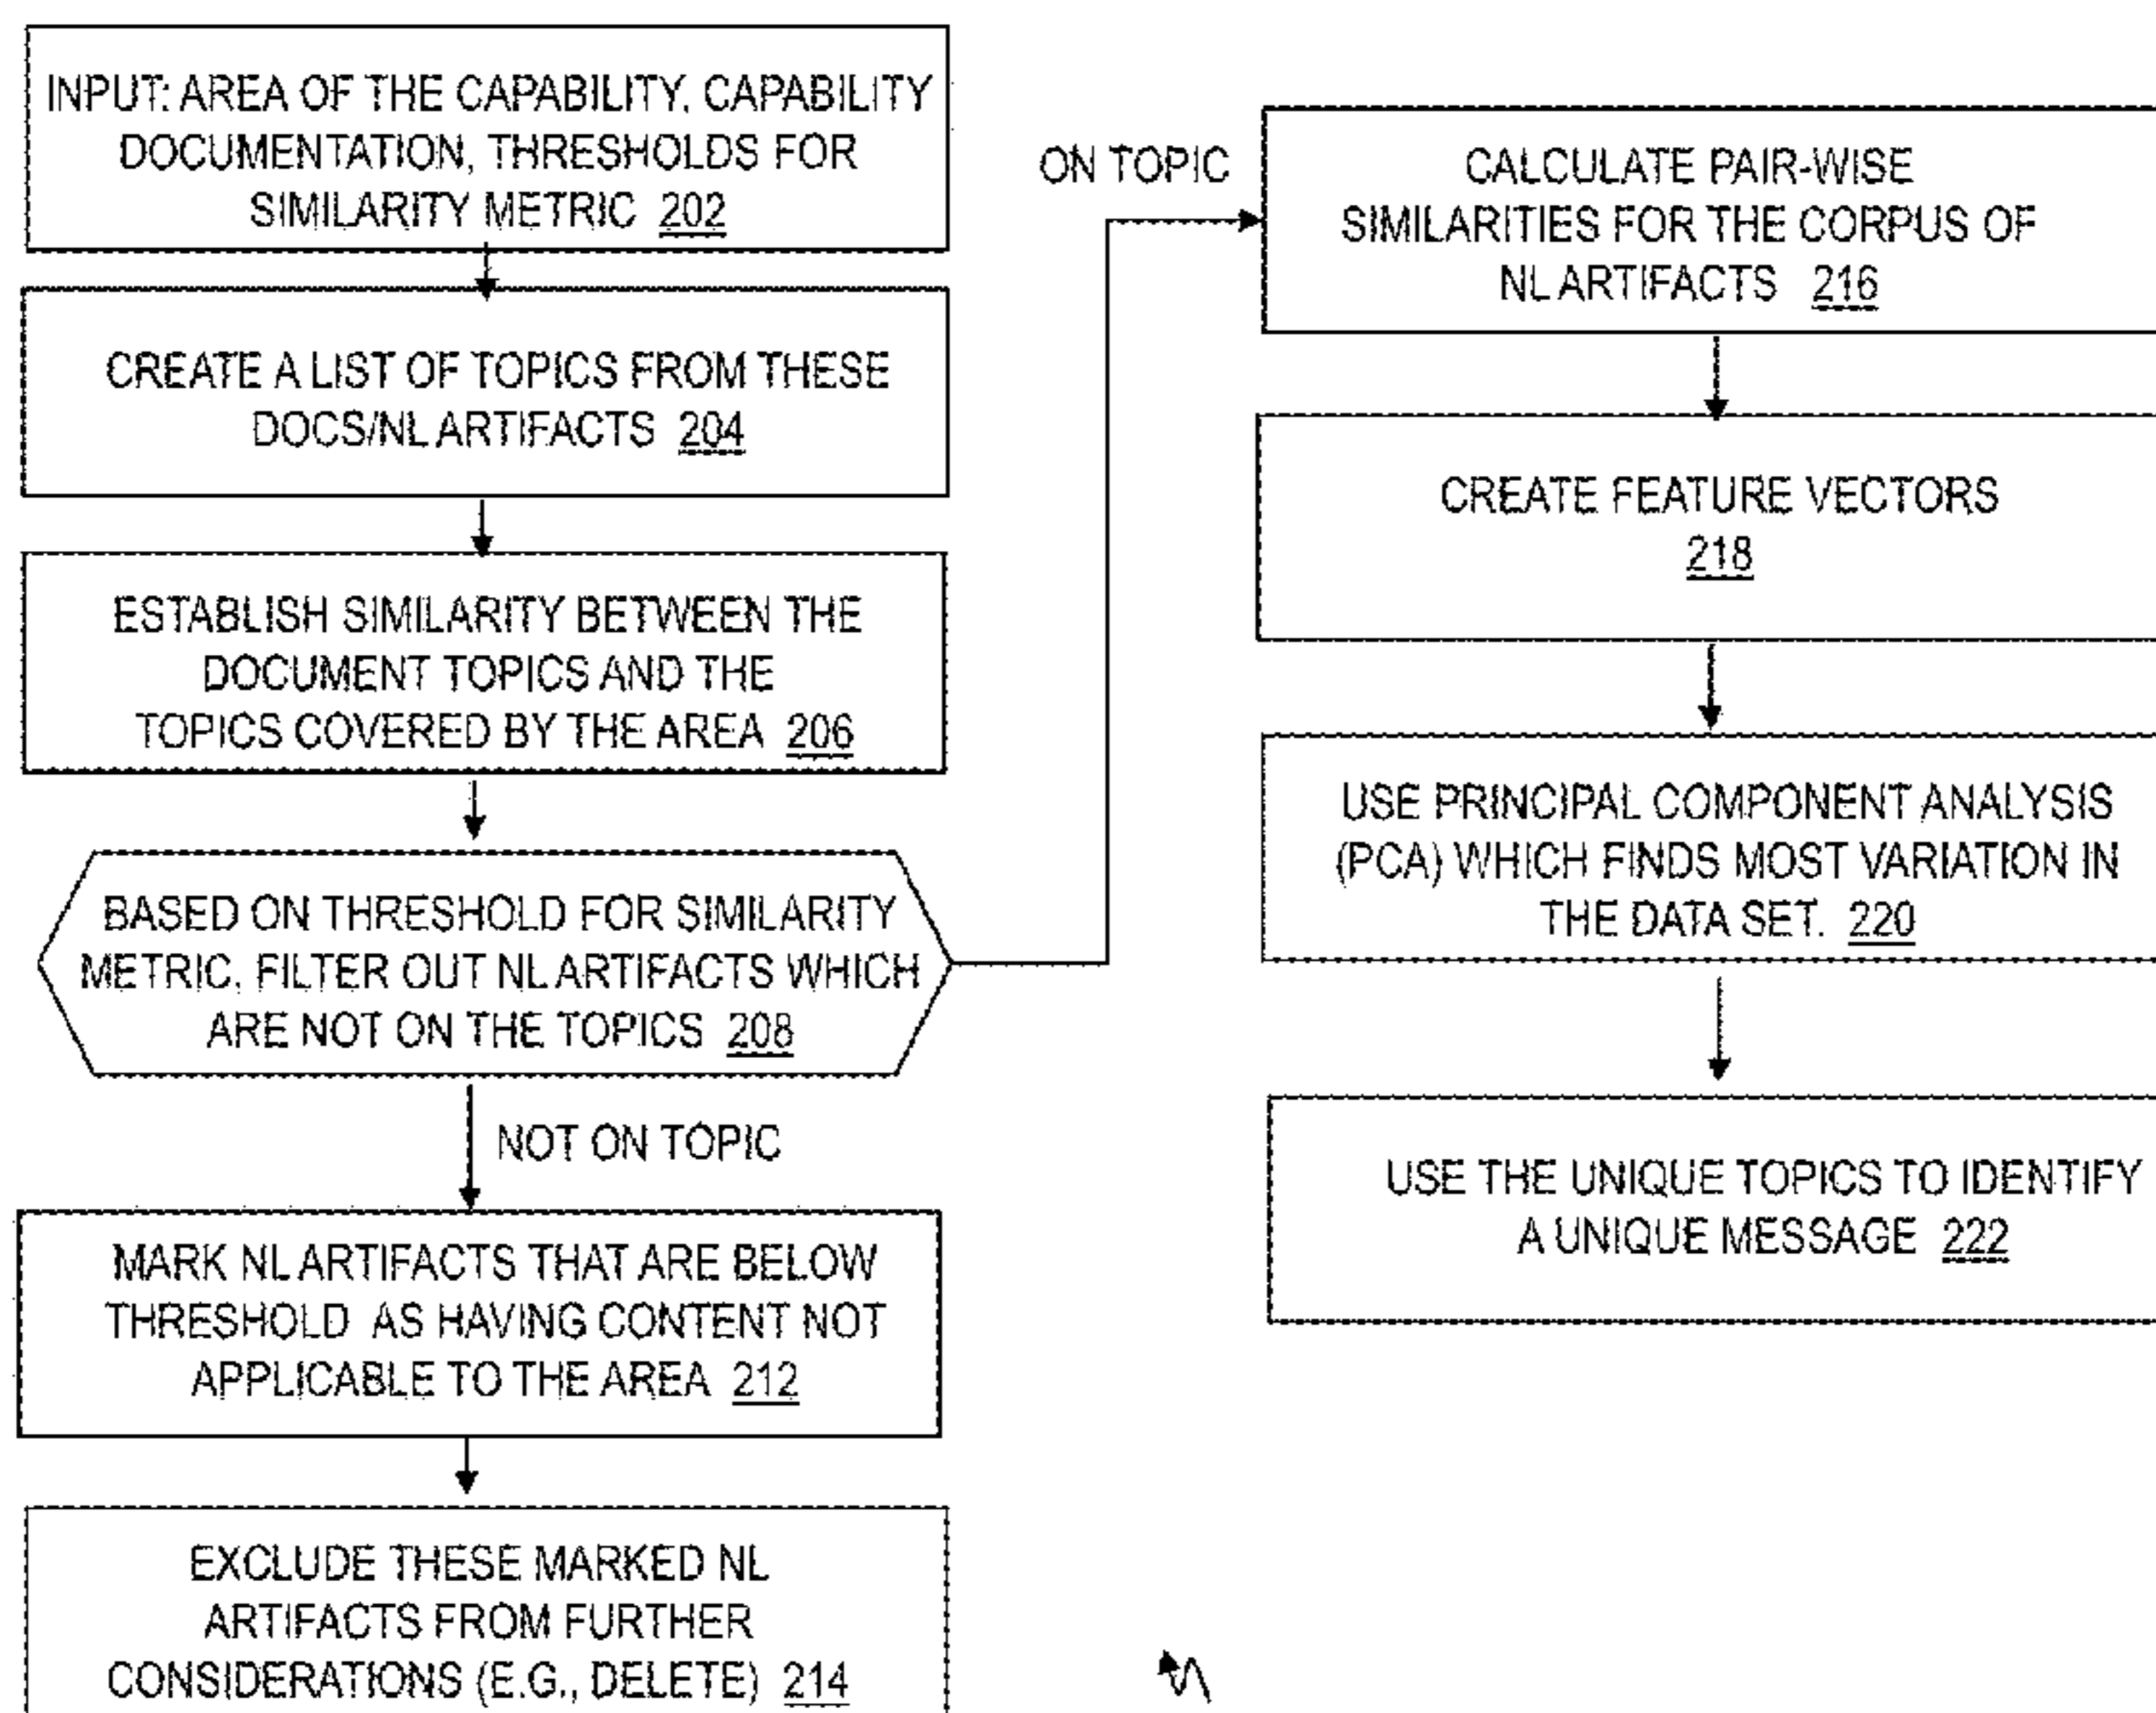 INPUT: AREA OF THE CAPABILITY, CAPABILITY
DOCUMENTATION, THRESHOLDS FOR
SIMILARITY METRIC 202
CREATE A LIST OF TOPICS FROM THESE
DOCS/NL ARTIFACTS 204
ESTABLISH SIMILARITY BETWEEN THE
DOCUMENT TOPICS AND THE
TOPICS COVERED BY THE AREA 206
BASED ON THRESHOLD FOR SIMILARITY
METRIC, FILTER OUT NL ARTIFACTS WHICH
ARE NOT ON THE TOPICS 208
NOT ON TOPIC
MARK NL ARTIFACTS THAT ARE BELOW
THRESHOLD AS HAVING CONTENT NOT
APPLICABLE TO THE AREA 212
EXCLUDE THESE MARKED NL
ARTIFACTS FROM FURTHER
CONSIDERATIONS (E.G., DELETE) 214
ON TOPIC
CALCULATE PAIR-WISE
SIMILARITIES FOR THE CORPUS OF
NL ARTIFACTS 216
CREATE FEATURE VECTORS
218
USE PRINCIPAL COMPONENT ANALYSIS
(PCA) WHICH FINDS MOST VARIATION IN
THE DATA SET. 220
USE THE UNIQUE TOPICS TO IDENTIFY
A UNIQUE MESSAGE 222